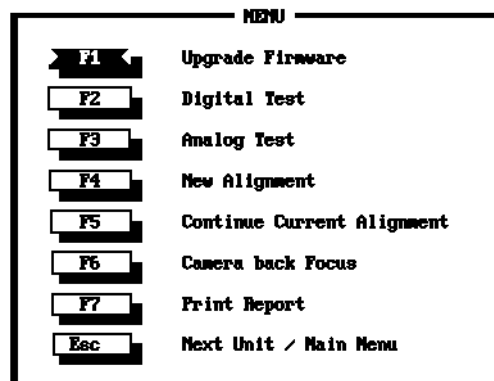 MENU
F1 Upgrade Firmware
F2 Digital Test
F3 Analog Test
F4 New Alignment
F5 Continue Current Alignment
F6 Camera back Focus
F7 Print Report
Esc Next Unit / Main Menu